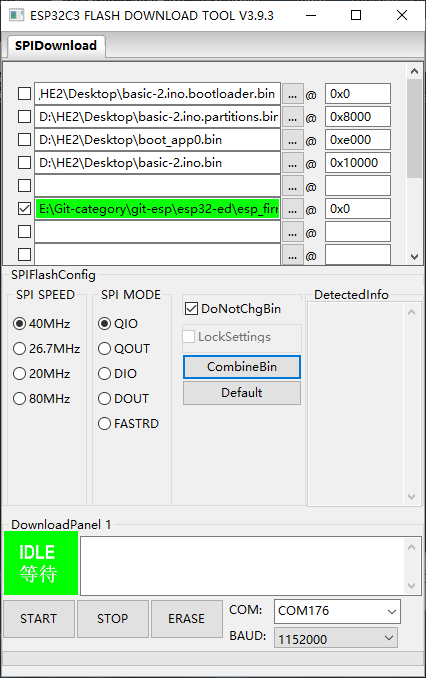 ESP32C3 FLASH DOWNLOAD TOOL V3.9.3
SPIDownload
HE2\Desktop\basic-2.ino.bootloader.bin ... @ 0x0
D:\HE2\Desktop\basic-2.ino.partitions.bin ... @ 0x8000
D:\HE2\Desktop\boot_app0.bin ... @ 0xe000
D:\HE2\Desktop\basic-2.ino.bin ... @ 0x10000
... @
E:\Git-category\git-esp\esp32-ed\esp_firm ... @ 0x0
... @
... @
SPIFlashConfig
SPI SPEED
40MHz
26.7MHz
20MHz
80MHz
SPI MODE
QIO
QOUT
DIO
DOUT
FASTRD
DoNotChgBin
LockSettings
CombineBin
Default
DetectedInfo
DownloadPanel 1
IDLE
等待
START
STOP
ERASE
COM: COM176
BAUD: 1152000